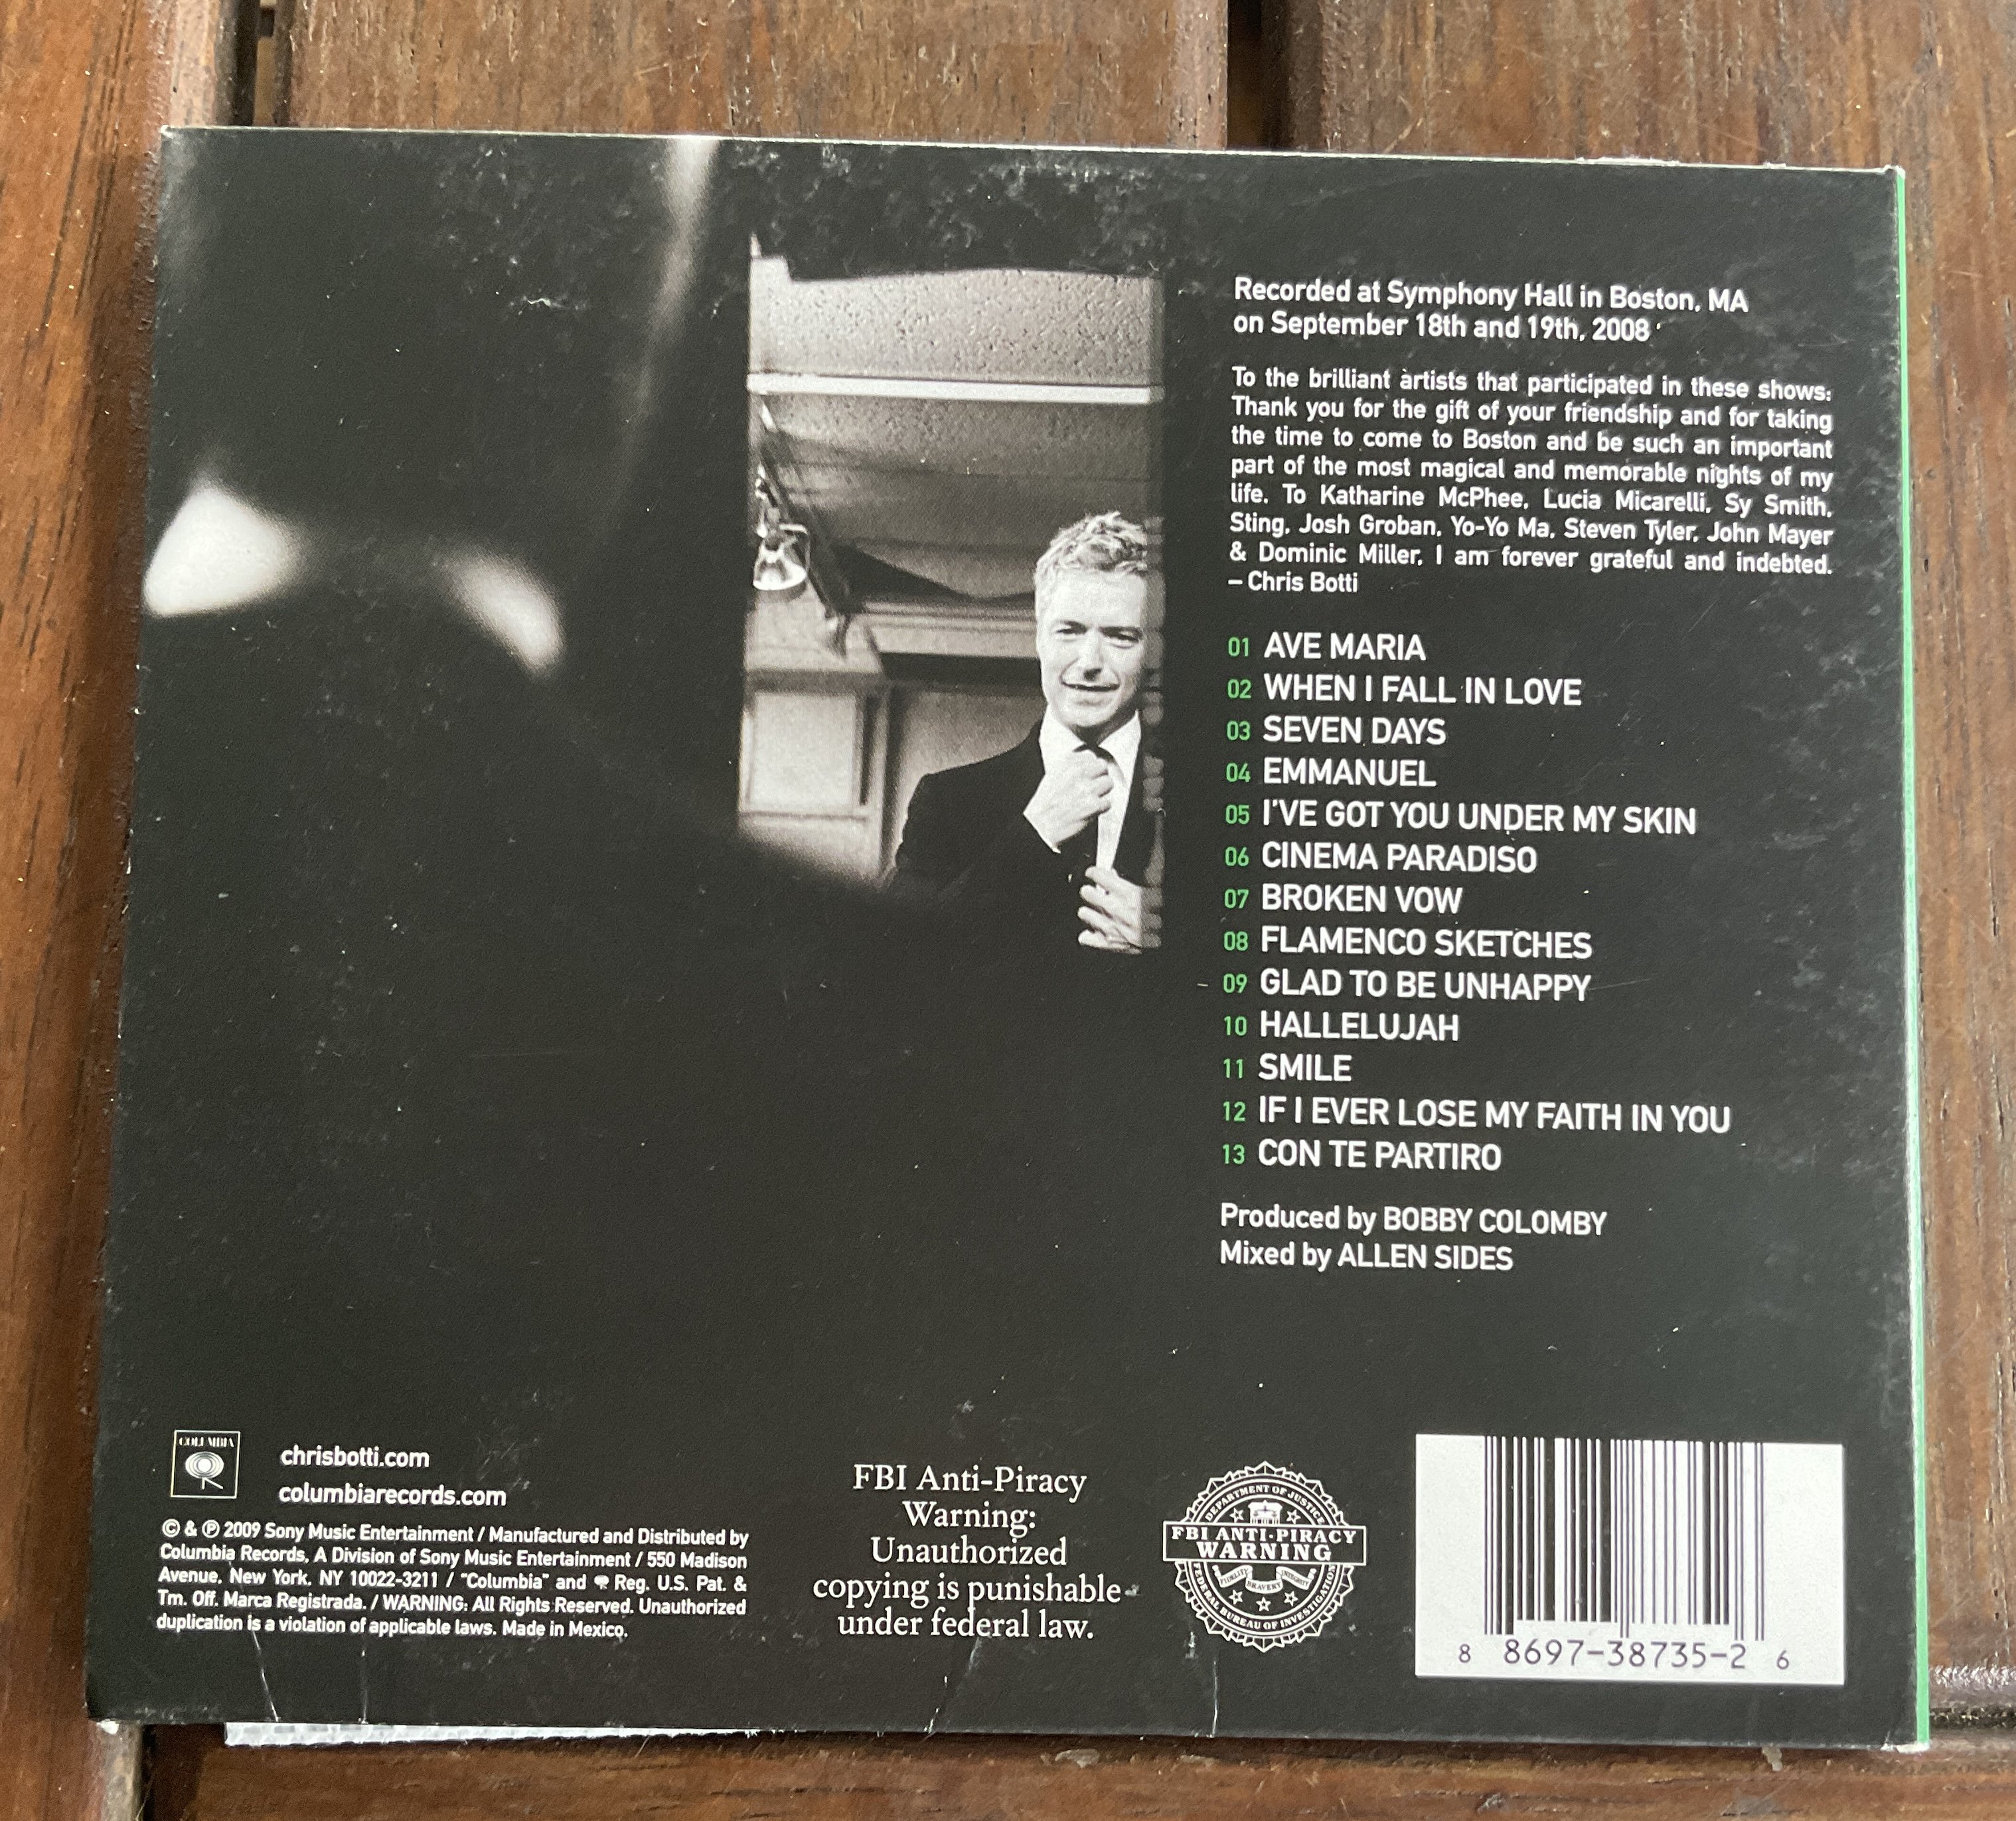 Recorded at Symphony Hall in Boston, MA
on September 18th and 19th, 2008
To the brilliant artists that participated in these shows:
Thank you for the gift of your friendship and for taking
the time to come to Boston and be such an important
part of the most magical and memorable nights of my
life. To Katharine McPhee, Lucia Micarelli, Sy Smith,
Sting, Josh Groban, Yo-Yo Ma, Steven Tyler, John Mayer
& Dominic Miller, I am forever grateful and indebted.
– Chris Botti
01 AVE MARIA
02 WHEN I FALL IN LOVE
03 SEVEN DAYS
04 EMMANUEL
05 I'VE GOT YOU UNDER MY SKIN
06 CINEMA PARADISO
07 BROKEN VOW
08 FLAMENCO SKETCHES
09 GLAD TO BE UNHAPPY
10 HALLELUJAH
11 SMILE
12 IF I EVER LOSE MY FAITH IN YOU
13 CON TE PARTIRO
Produced by BOBBY COLOMBY
Mixed by ALLEN SIDES
COLUMBIA
chrisbotti.com
columbiarecords.com
© & ℗ 2009 Sony Music Entertainment / Manufactured and Distributed by
Columbia Records, A Division of Sony Music Entertainment / 550 Madison
Avenue, New York, NY 10022-3211 / "Columbia" and Reg. U.S. Pat. &
Tm. Off. Marca Registrada. / WARNING: All Rights Reserved. Unauthorized
duplication is a violation of applicable laws. Made in Mexico.
FBI Anti-Piracy
Warning:
Unauthorized
copying is punishable
under federal law.
DEPARTMENT OF JUSTICE
FBI ANTI-PIRACY
WARNING
FIDELITY BRAVERY INTEGRITY
FEDERAL BUREAU OF INVESTIGATION
8 8697-38735-2 6